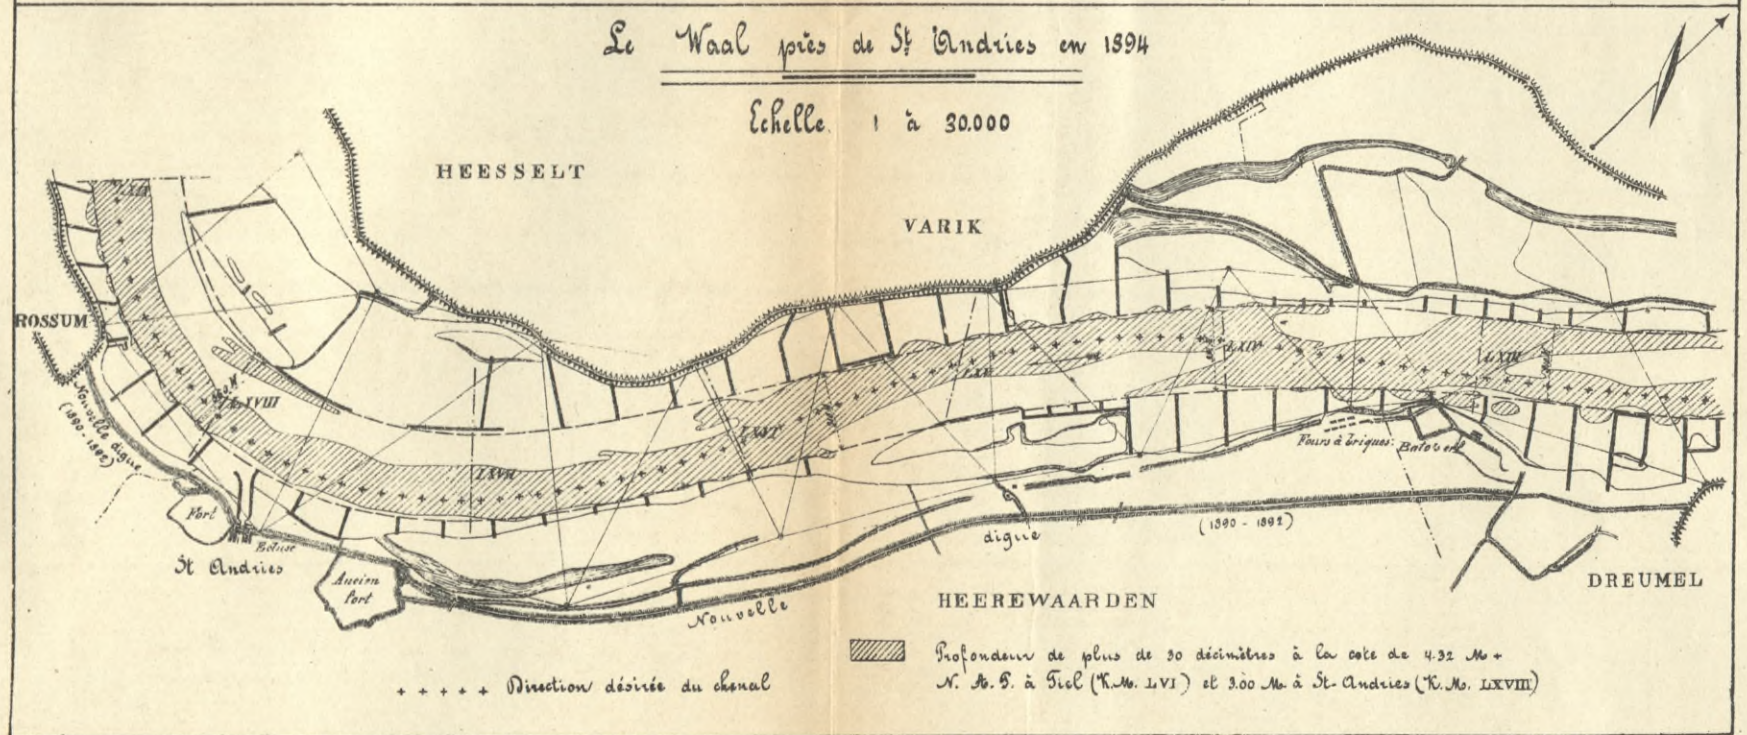 Le Waal près de St. Andries en 1894
Echelle 1 à 30.000
HEESSELT
VARIK
ROSSUM
LXIX
LXVIII
LXVII
LXVI
LXV
LXIV
LXIII
Nouvelle digue
(1890-1892)
Fort
Ecluse
St Andries
Ancien
Fort
Fours à briques.
Nouvelle
digue
(1890-1892)
HEEREWAARDEN
DREUMEL
Profondeur de plus de 30 décimètres à la cote de 4.32 M +
N. A. P. à Tiel (K.M. LVI) et 3.00 M. à St. Andries (K.M. LXVIII)
+ + + + + Direction désirée du chenal